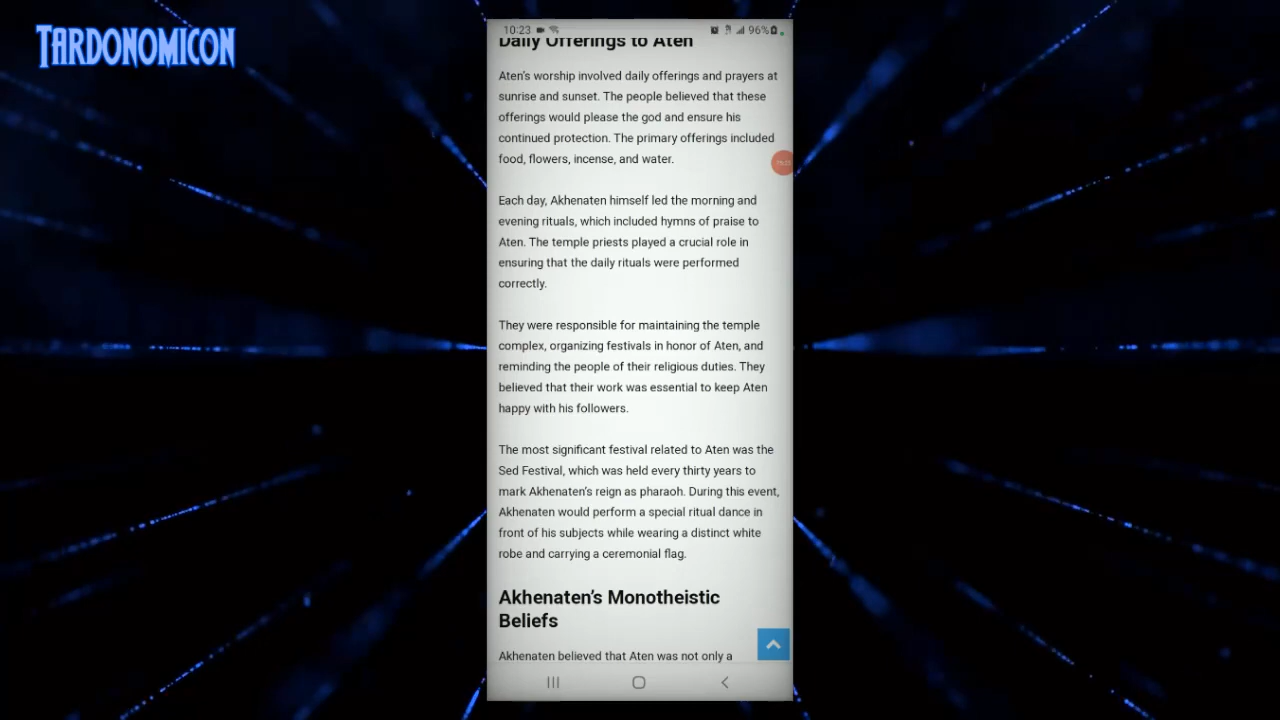 TARDONOMICON
10:23
96%
Daily Offerings to Aten
Aten's worship involved daily offerings and prayers at
sunrise and sunset. The people believed that these
offerings would please the god and ensure his
continued protection. The primary offerings included
food, flowers, incense, and water.
Each day, Akhenaten himself led the morning and
evening rituals, which included hymns of praise to
Aten. The temple priests played a crucial role in
ensuring that the daily rituals were performed
correctly.
They were responsible for maintaining the temple
complex, organizing festivals in honor of Aten, and
reminding the people of their religious duties. They
believed that their work was essential to keep Aten
happy with his followers.
The most significant festival related to Aten was the
Sed Festival, which was held every thirty years to
mark Akhenaten's reign as pharaoh. During this event,
Akhenaten would perform a special ritual dance in
front of his subjects while wearing a distinct white
robe and carrying a ceremonial flag.
Akhenaten's Monotheistic
Beliefs
Akhenaten believed that Aten was not only a